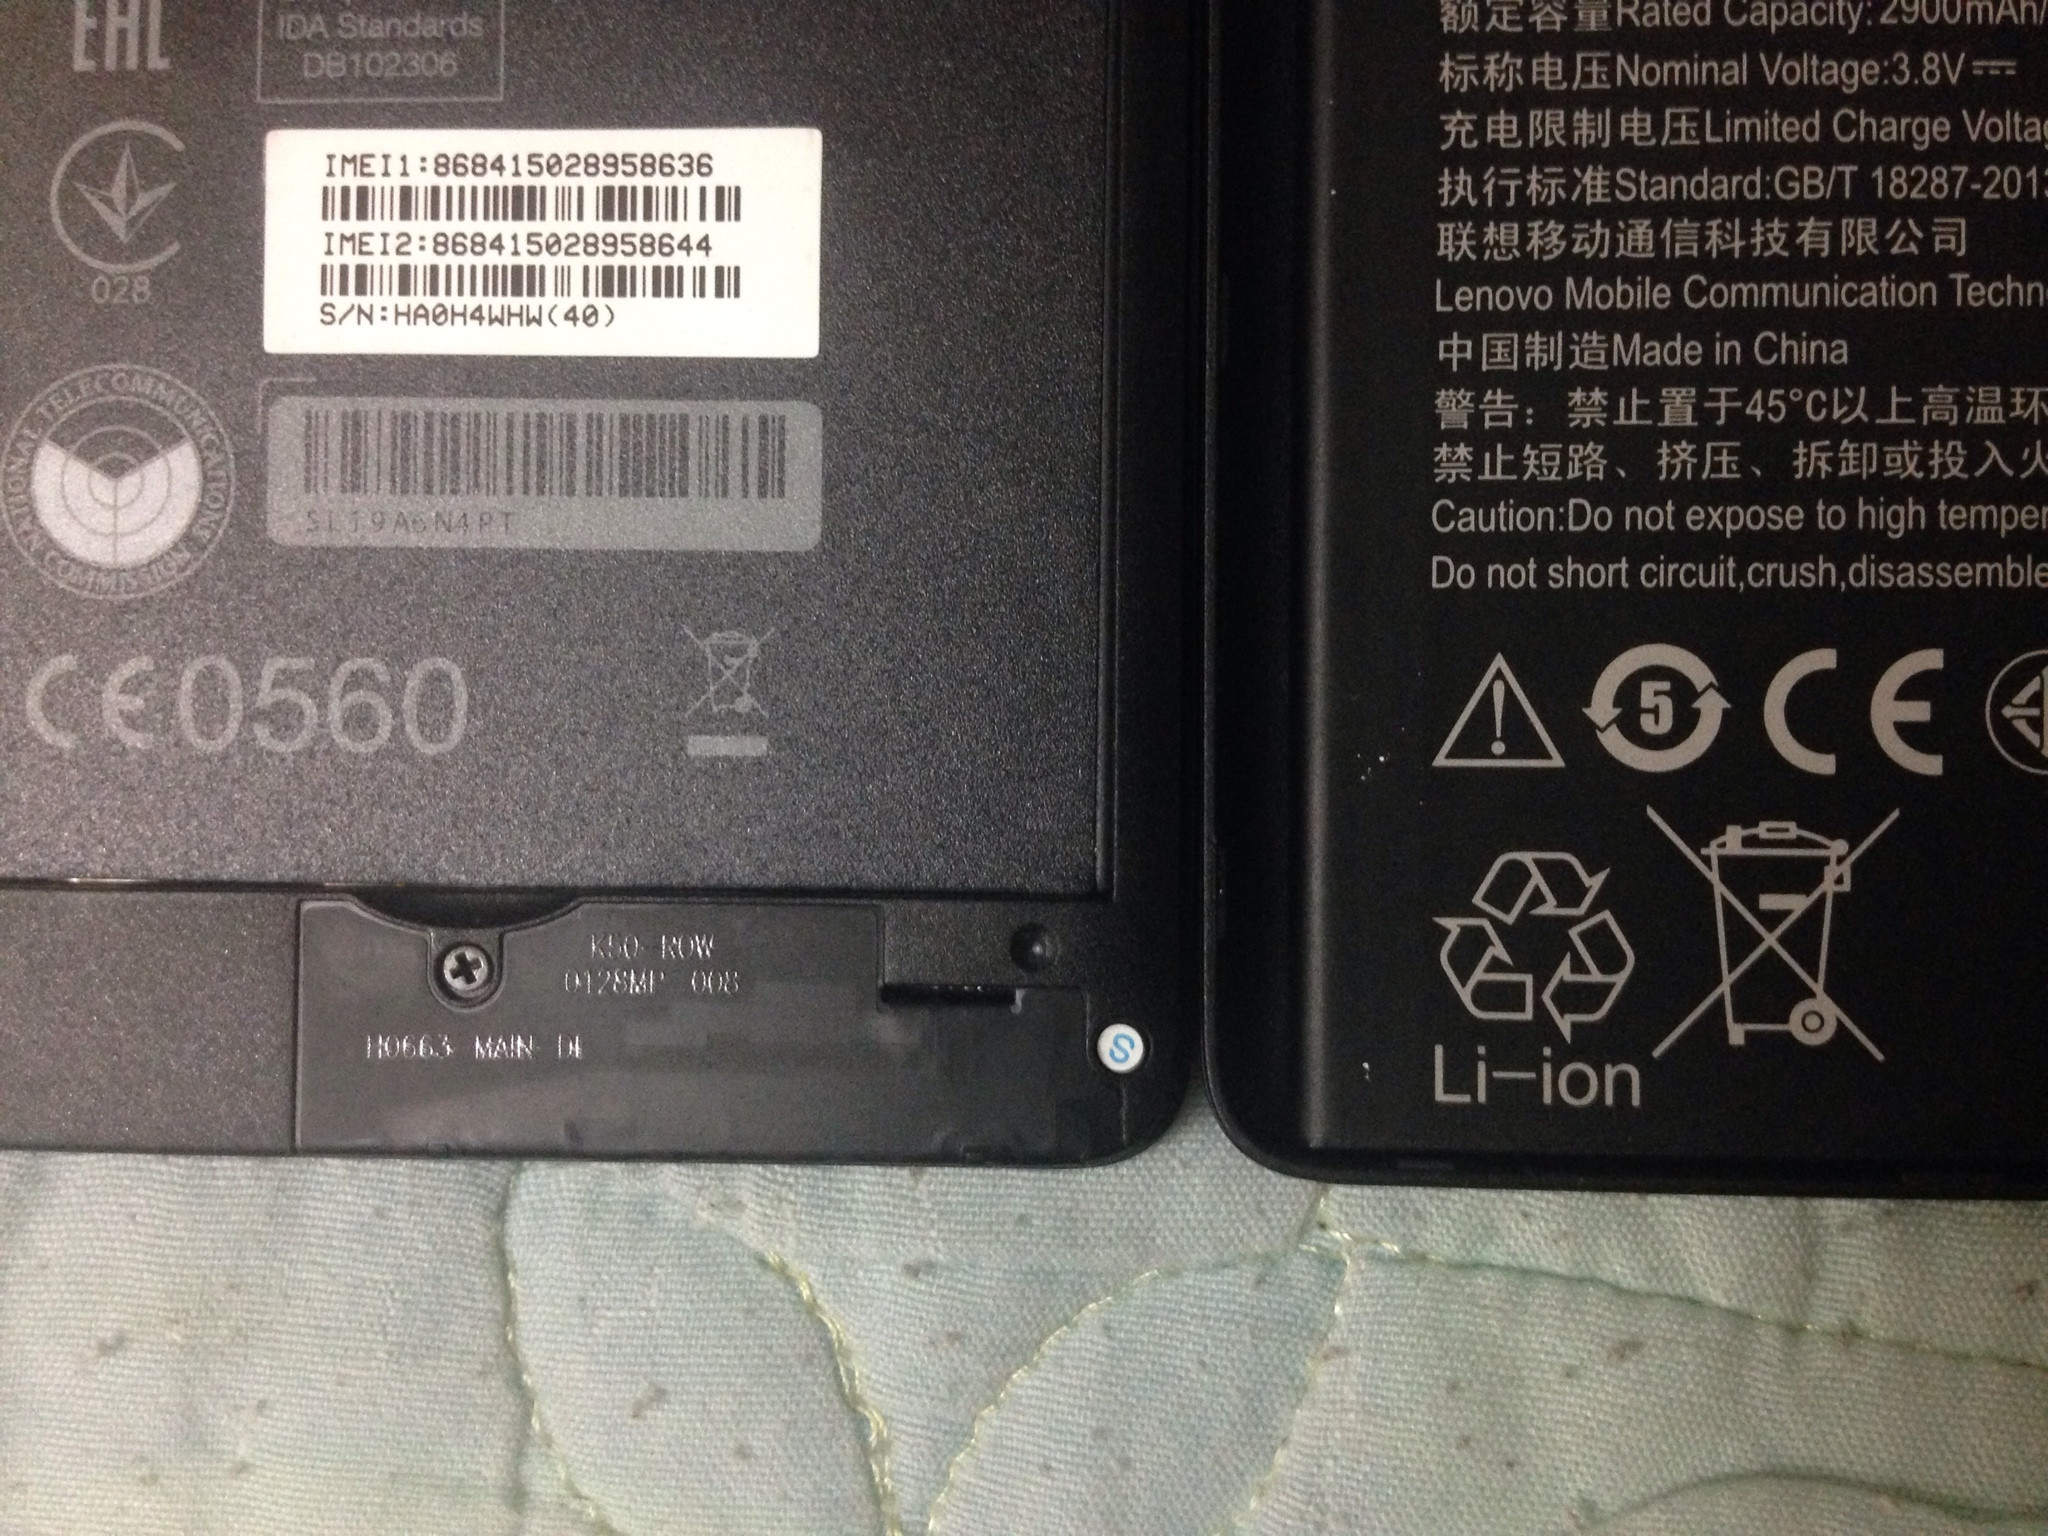 EAC
IDA Standards
DB102306
028
IMEI1:868415028958636
IMEI2:868415028958644
S/N:HA0H4WHW(40)
NATIONAL TELECOMMUNICATIONS COMMISSION
SL19A6N4PT
CE0560
K50 ROW
0128MP 008
H0663 MAIN
S
额定容量Rated Capacity:2900mAh/
标称电压Nominal Voltage:3.8V
充电限制电压Limited Charge
执行标准Standard:GB/T 18287-2013
联想移动通信科技有限公司
Lenovo Mobile Communication
中国制造Made in China
警告：禁止置于45°C以上高温环
禁止短路、挤压、拆卸或投入火
Caution:Do not expose to high
Do not short circuit,crush,disassemble
5
CE
Li-ion